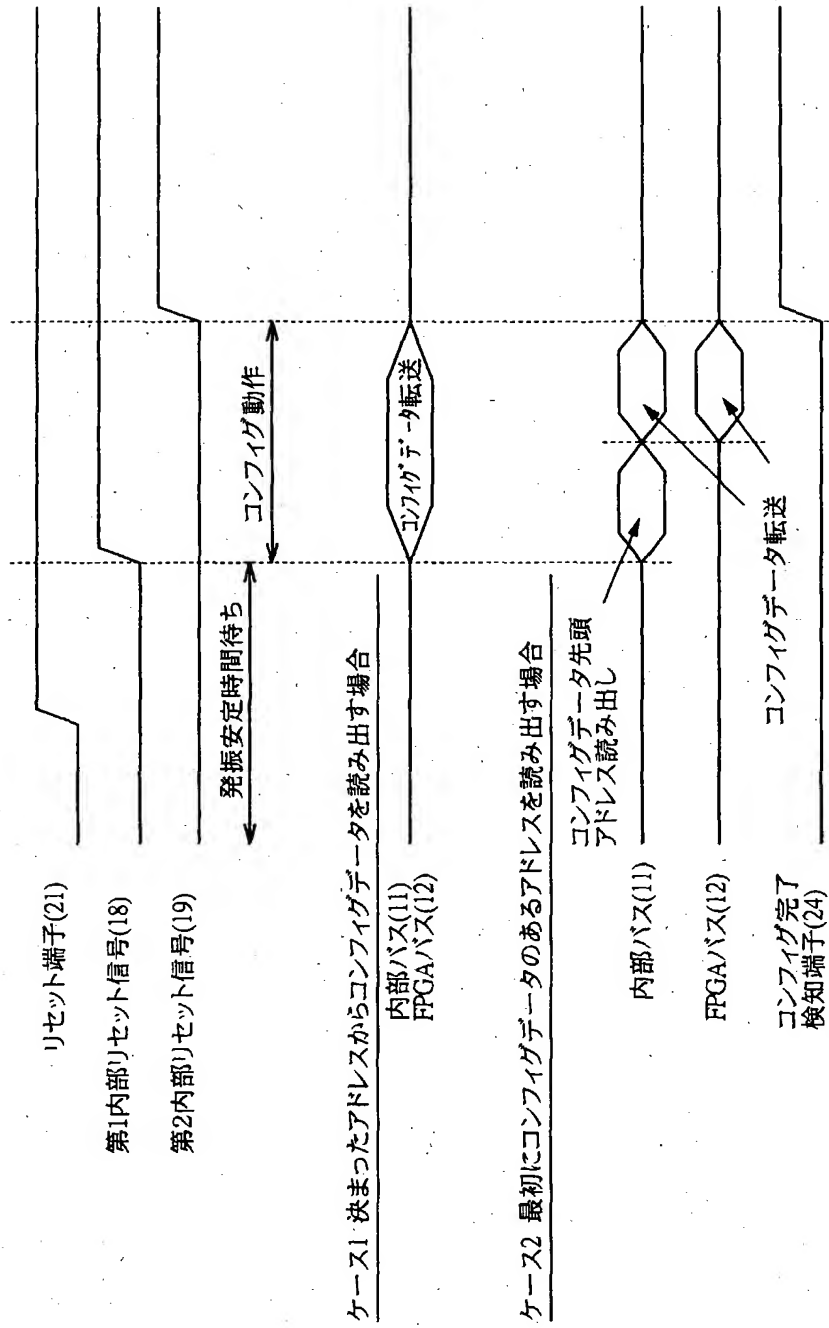 リセット端子(21)
第1内部リセット信号(18)
第2内部リセット信号(19)
発振安定時間待ち
コンフィグ動作
ケース1 決まったアドレスからコンフィグデータを読み出す場合
内部バス(11)
FPGAバス(12)
コンフィグデータ転送
ケース2 最初にコンフィグデータのあるアドレスを読み出す場合
コンフィグデータ先頭
アドレス読み出し
内部バス(11)
FPGAバス(12)
コンフィグデータ転送
コンフィグ完了
検知端子(24)